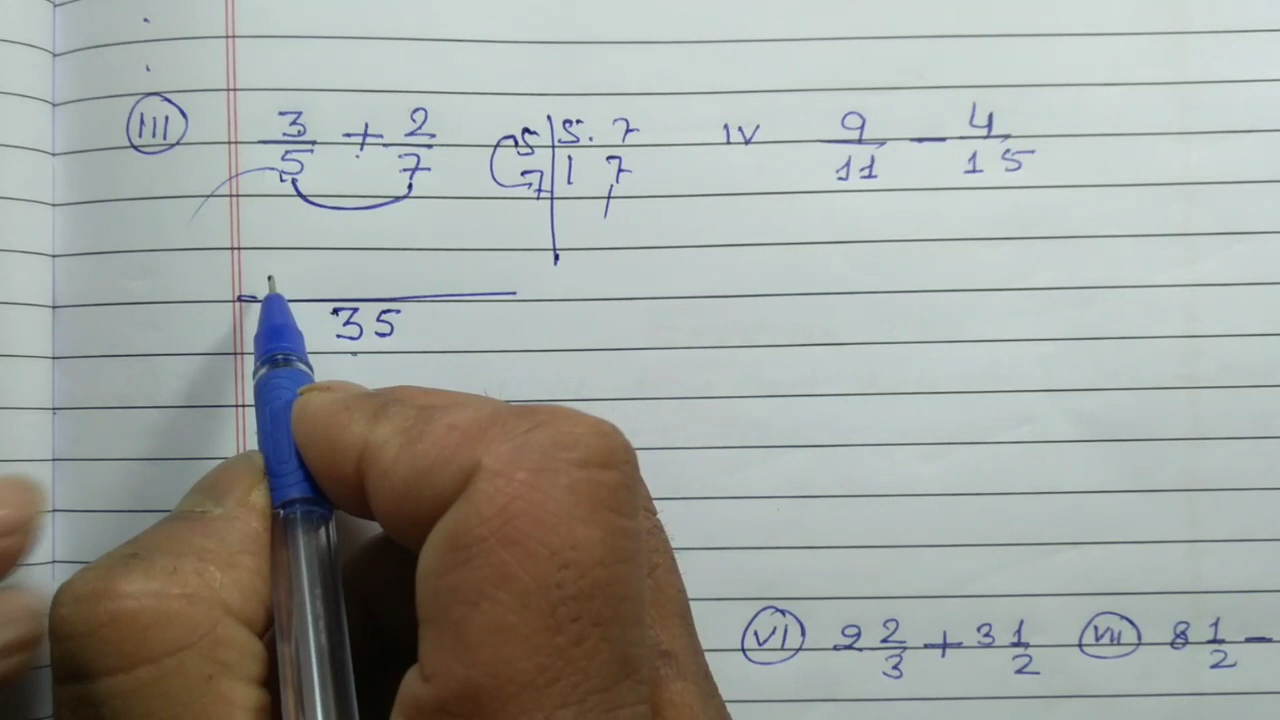 III 3/5 + 2/7 5 | 5. 7 IV 9/11 - 4/15
7 | 1 7
1
= /35
VI 2 2/3 + 3 1/2 VII 8 1/2 -